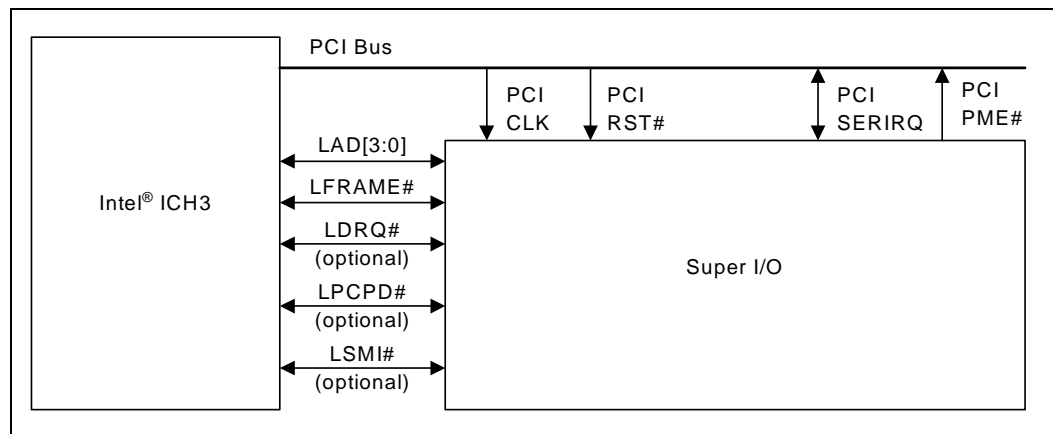 PCI Bus
PCI
CLK
PCI
RST#
PCI
SERIRQ
PCI
PME#
LAD[3:0]
LFRAME#
LDRQ#
(optional)
LPCPD#
(optional)
LSMI#
(optional)
Intel® ICH3
Super I/O